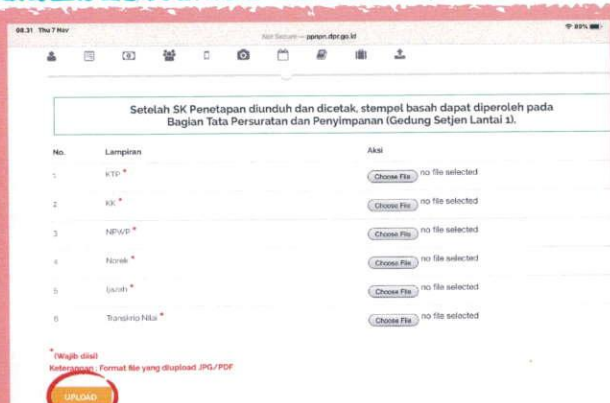 08.31 Thu 7 Nov
Not Secure — ppnpn.dpr.go.id
89%
Setelah SK Penetapan diunduh dan dicetak, stempel basah dapat diperoleh pada
Bagian Tata Persuratan dan Penyimpanan (Gedung Setjen Lantai 1).
No. Lampiran Aksi
1 KTP * Choose File no file selected
2 KK * Choose File no file selected
3 NPWP * Choose File no file selected
4 Norek * Choose File no file selected
5 Ijazah * Choose File no file selected
6 Transkrip Nilai * Choose File no file selected
* (Wajib diisi)
Keterangan : Format file yang diupload JPG/PDF
UPLOAD